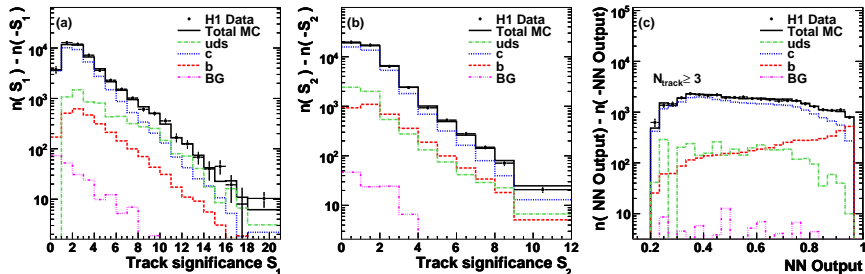 (a)
H1 Data
Total MC
uds
c
b
BG
n( S₁) - n( -S₁)
10⁴
10³
10²
10
0 2 4 6 8 10 12 14 16 18 20
Track significance S₁
(b)
H1 Data
Total MC
uds
c
b
BG
n( S₂) - n( -S₂)
10⁴
10³
10²
10
0 2 4 6 8 10 12
Track significance S₂
(c)
H1 Data
Total MC
uds
c
b
BG
N_track ≥ 3
n( NN Output) - n( -NN Output)
10⁵
10⁴
10³
10²
10
0.2 0.4 0.6 0.8 1
NN Output